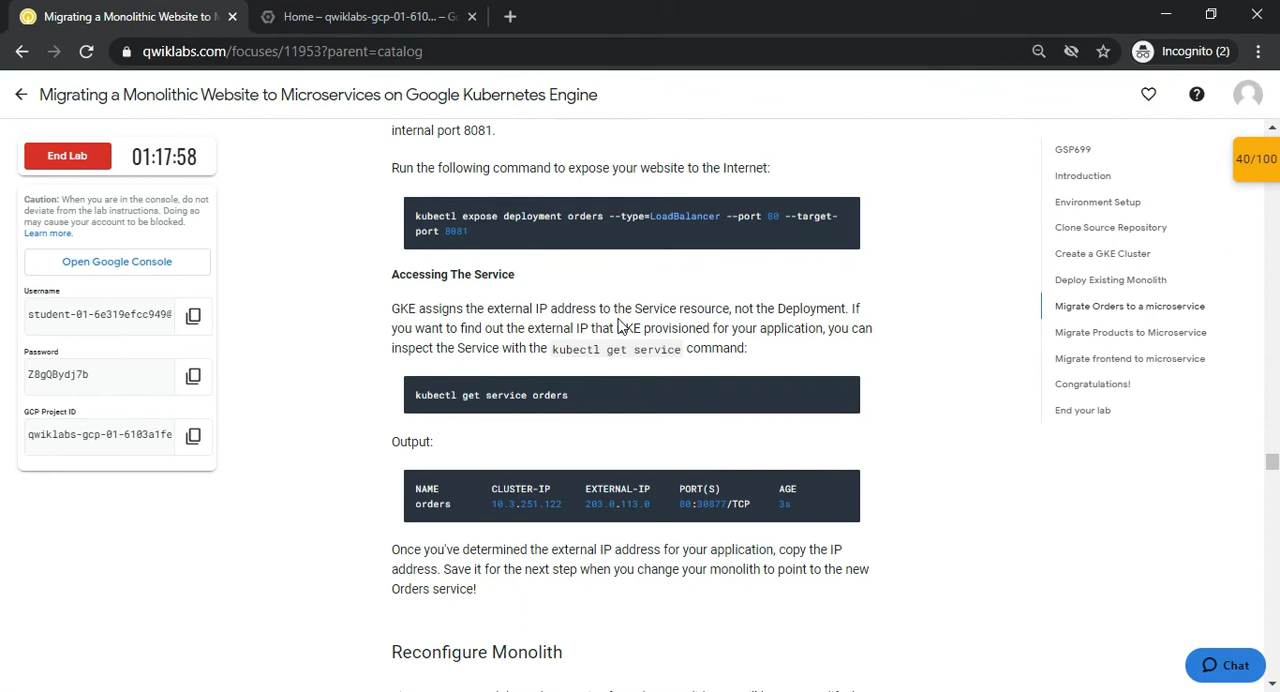 Migrating a Monolithic Website to M
Home – qwiklabs-gcp-01-610... – Go
qwiklabs.com/focuses/11953?parent=catalog
Incognito (2)
Migrating a Monolithic Website to Microservices on Google Kubernetes Engine
End Lab
01:17:58
Caution: When you are in the console, do not
deviate from the lab instructions. Doing so
may cause your account to be blocked.
Learn more.
Open Google Console
Username
student-01-6e319efcc949@
Password
Z8gQBydj7b
GCP Project ID
qwiklabs-gcp-01-6103a1fe
internal port 8081.
Run the following command to expose your website to the Internet:
kubectl expose deployment orders --type=LoadBalancer --port 80 --target-
port 8081
Accessing The Service
GKE assigns the external IP address to the Service resource, not the Deployment. If
you want to find out the external IP that GKE provisioned for your application, you can
inspect the Service with the kubectl get service command:
kubectl get service orders
Output:
NAME CLUSTER-IP EXTERNAL-IP PORT(S) AGE
orders 10.3.251.122 203.0.113.0 80:30877/TCP 3s
Once you've determined the external IP address for your application, copy the IP
address. Save it for the next step when you change your monolith to point to the new
Orders service!
Reconfigure Monolith
GSP699
Introduction
Environment Setup
Clone Source Repository
Create a GKE Cluster
Deploy Existing Monolith
Migrate Orders to a microservice
Migrate Products to Microservice
Migrate frontend to microservice
Congratulations!
End your lab
40/100
Chat